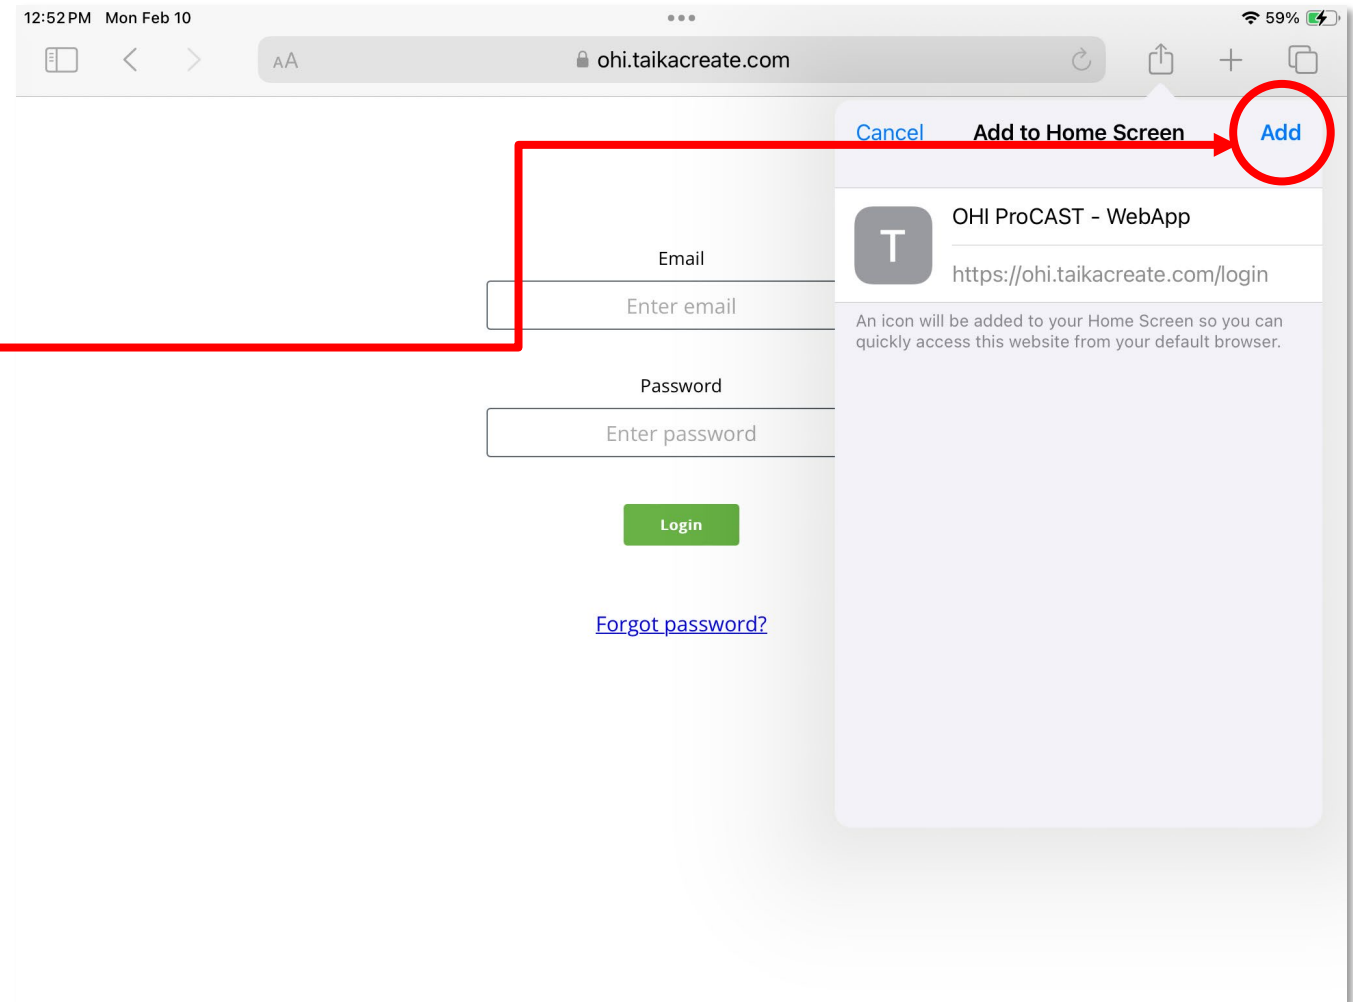 12:52 PM Mon Feb 10
59%
AA
ohi.taikacreate.com
Cancel
Add to Home Screen
Add
T
OHI ProCAST - WebApp
https://ohi.taikacreate.com/login
An icon will be added to your Home Screen so you can
quickly access this website from your default browser.
Email
Enter email
Password
Enter password
Login
Forgot password?